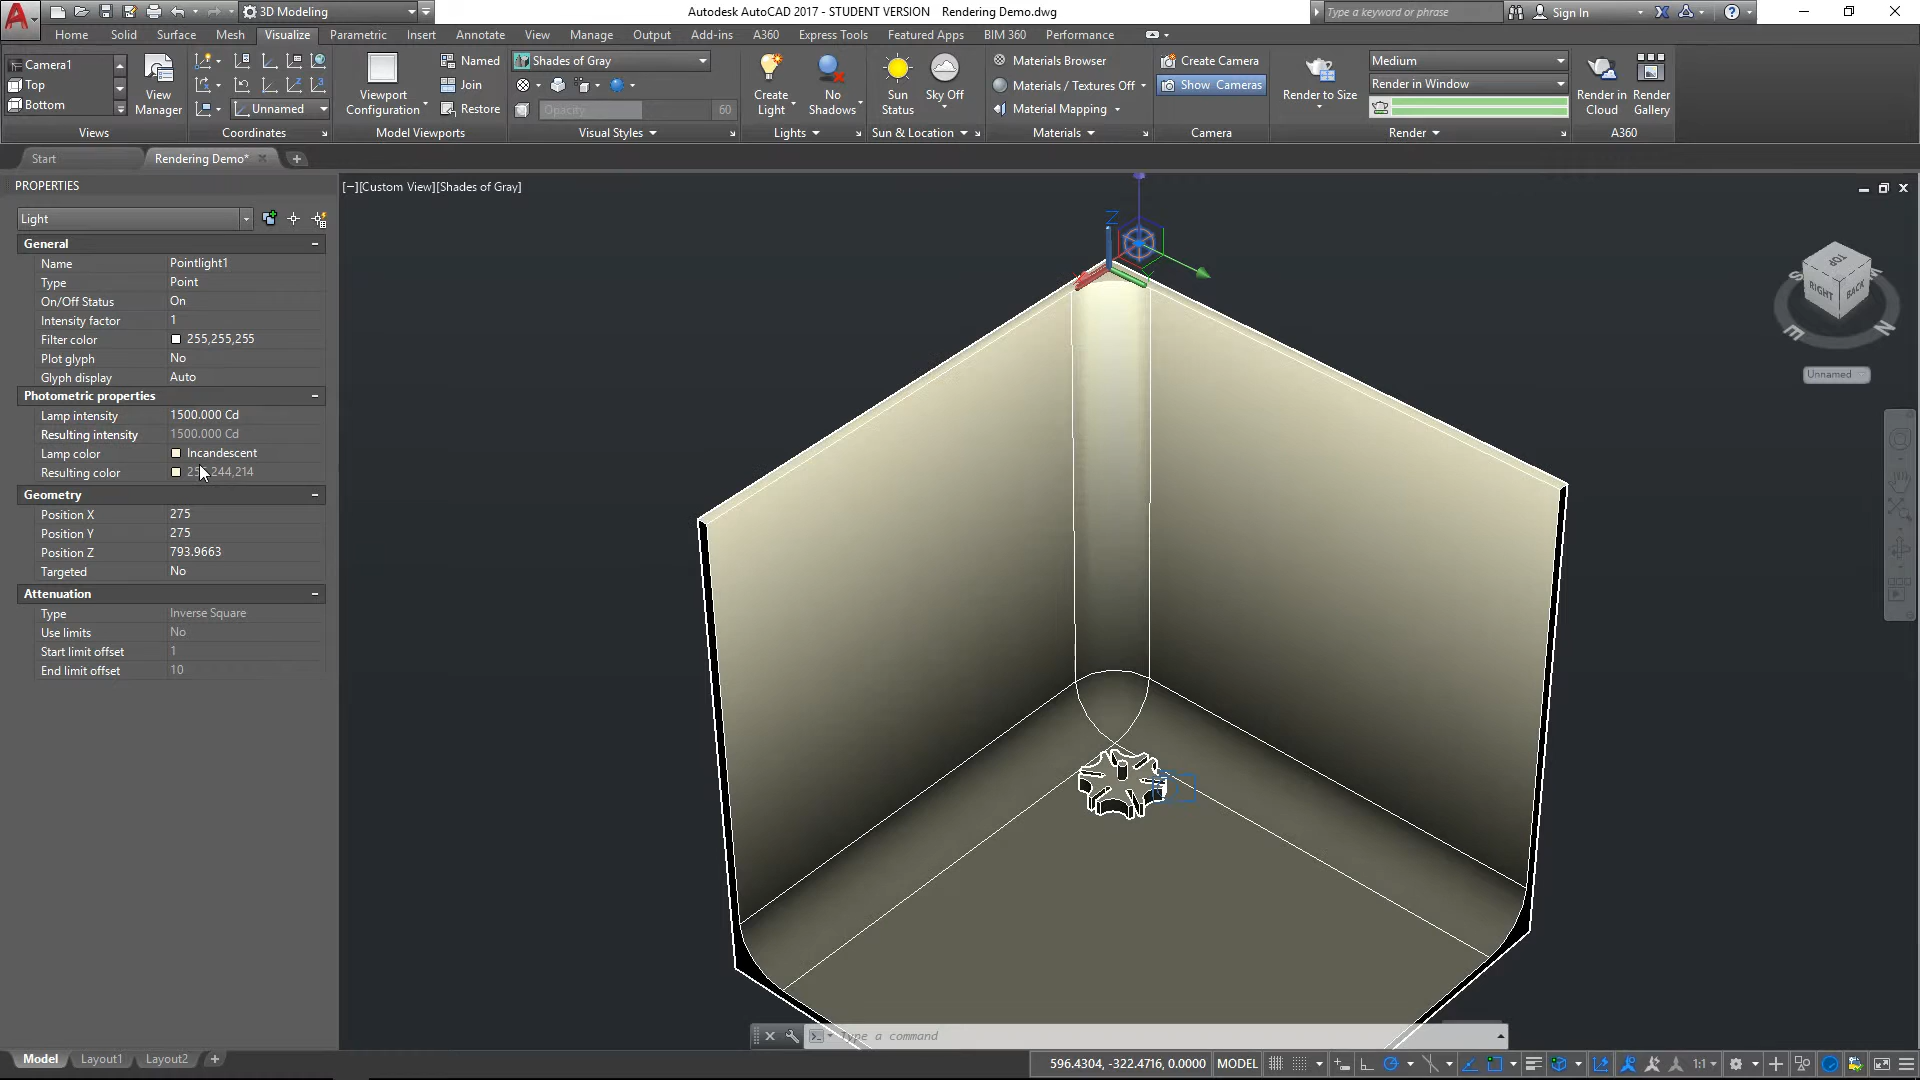 3D Modeling
Autodesk AutoCAD 2017 - STUDENT VERSION Rendering Demo.dwg
Type a keyword or phrase
Sign In
Home Solid Surface Mesh Visualize Parametric Insert Annotate View Manage Output Add-ins A360 Express Tools Featured Apps BIM 360 Performance
Camera1
Top
Bottom
View
Manager
Views
Unnamed
Coordinates
Viewport
Configuration
Named
Join
Restore
Model Viewports
Shades of Gray
Opacity 60
Visual Styles
Create
Light
No
Shadows
Lights
Sun
Status
Sky Off
Sun & Location
Materials Browser
Materials / Textures Off
Material Mapping
Materials
Create Camera
Show Cameras
Camera
Render to Size
Medium
Render in Window
Render
Render in
Cloud
Render
Gallery
A360
Start
Rendering Demo*
PROPERTIES
[−][Custom View][Shades of Gray]
Light
General
Name Pointlight1
Type Point
On/Off Status On
Intensity factor 1
Filter color 255,255,255
Plot glyph No
Glyph display Auto
Photometric properties
Lamp intensity 1500.000 Cd
Resulting intensity 1500.000 Cd
Lamp color Incandescent
Resulting color 244,214
Geometry
Position X 275
Position Y 275
Position Z 793.9663
Targeted No
Attenuation
Type Inverse Square
Use limits No
Start limit offset 1
End limit offset 10
Z
TOP
RIGHT
BACK
S
E
N
Unnamed
Type a command
Model Layout1 Layout2
596.4304, -322.4716, 0.0000 MODEL
1:1